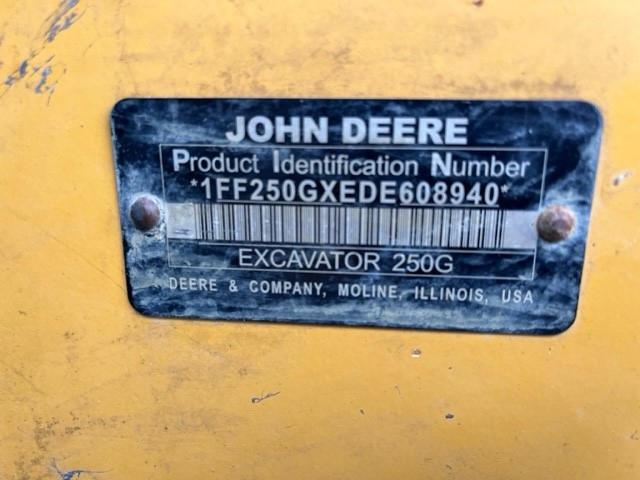 JOHN DEERE
Product Identification Number
*1FF250GXEDE608940*
EXCAVATOR 250G
DEERE & COMPANY, MOLINE, ILLINOIS, USA